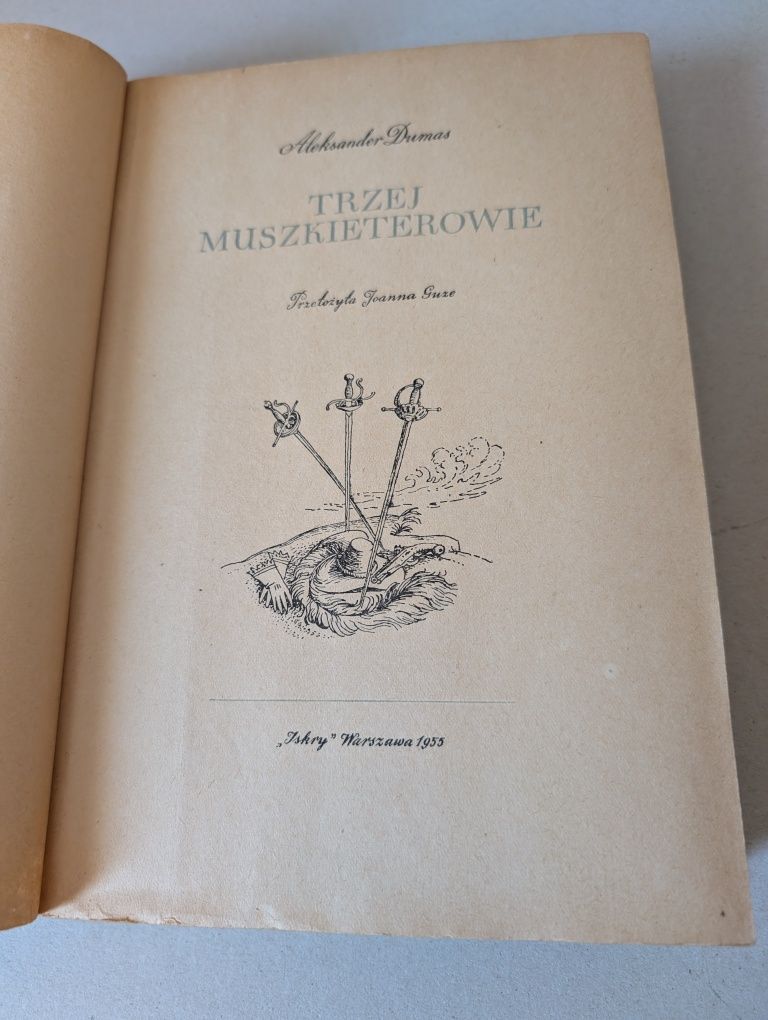 Aleksander Dumas
TRZEJ
MUSZKIETEROWIE
Przełożyła Joanna Guze
„Iskry” Warszawa 1955